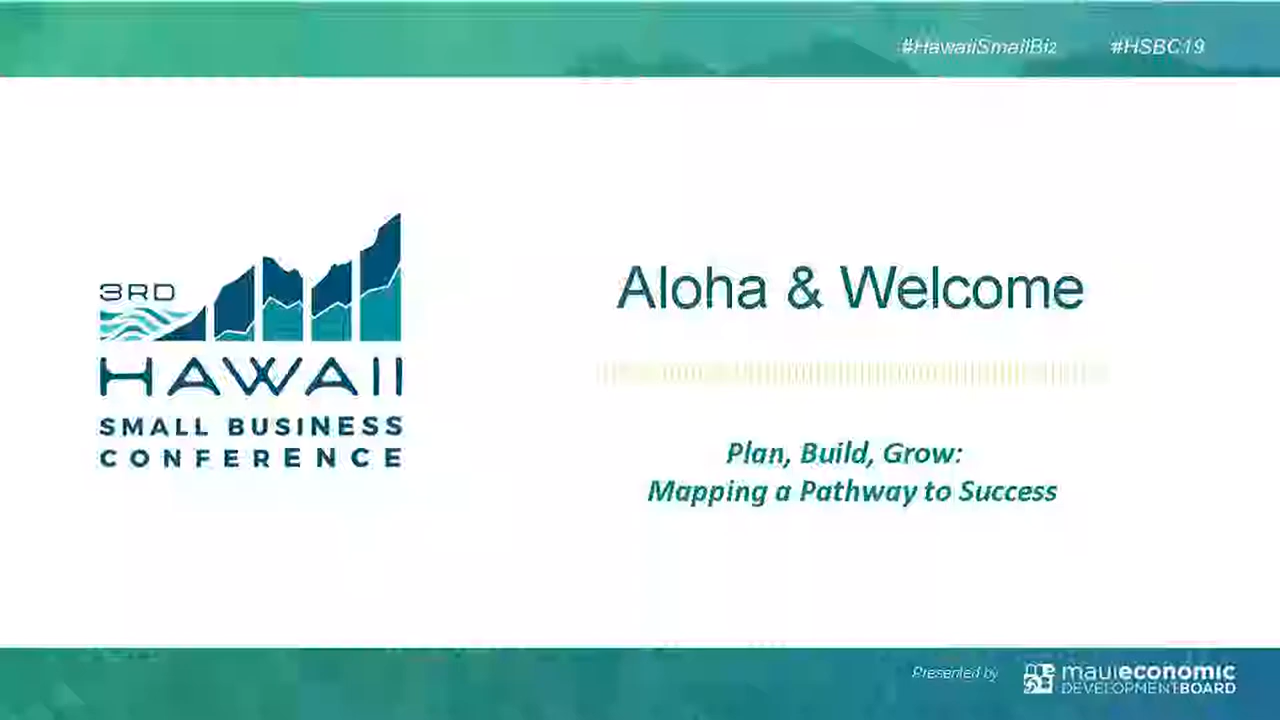 #HawaiiSmallBiz #HSBC19
3RD
HAWAII
SMALL BUSINESS
CONFERENCE
Aloha & Welcome
Plan, Build, Grow:
Mapping a Pathway to Success
Presented by
mauieconomic
DEVELOPMENTBOARD